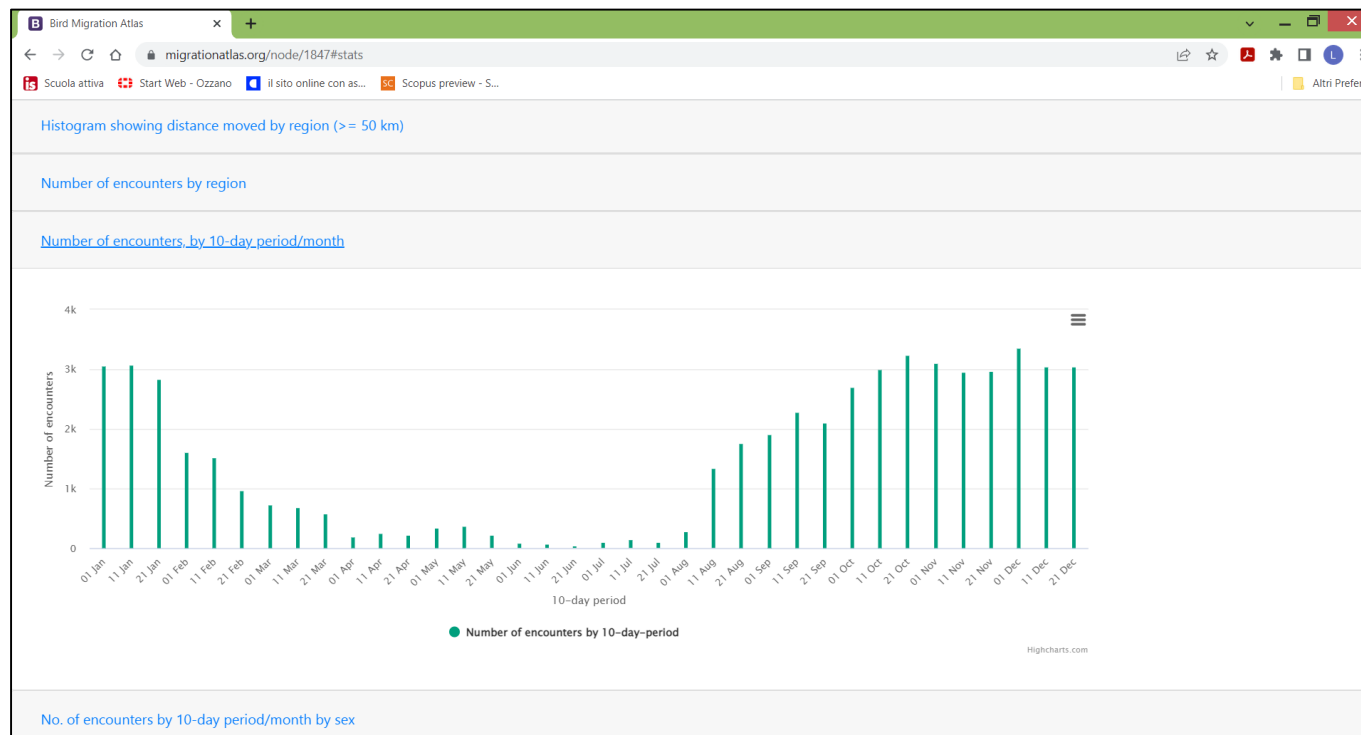 B Bird Migration Atlas
migrationatlas.org/node/1847#stats
L
is Scuola attiva Start Web - Ozzano il sito online con as... SC Scopus preview - S... Altri Prefer
Histogram showing distance moved by region (>= 50 km)
Number of encounters by region
Number of encounters, by 10-day period/month
4k
3k
2k
1k
0
Number of encounters
01 Jan 11 Jan 21 Jan 01 Feb 11 Feb 21 Feb 01 Mar 11 Mar 21 Mar 01 Apr 11 Apr 21 Apr 01 May 11 May 21 May 01 Jun 11 Jun 21 Jun 01 Jul 11 Jul 21 Jul 01 Aug 11 Aug 21 Aug 01 Sep 11 Sep 21 Sep 01 Oct 11 Oct 21 Oct 01 Nov 11 Nov 21 Nov 01 Dec 11 Dec 21 Dec
10-day period
Number of encounters by 10-day-period
Highcharts.com
No. of encounters by 10-day period/month by sex